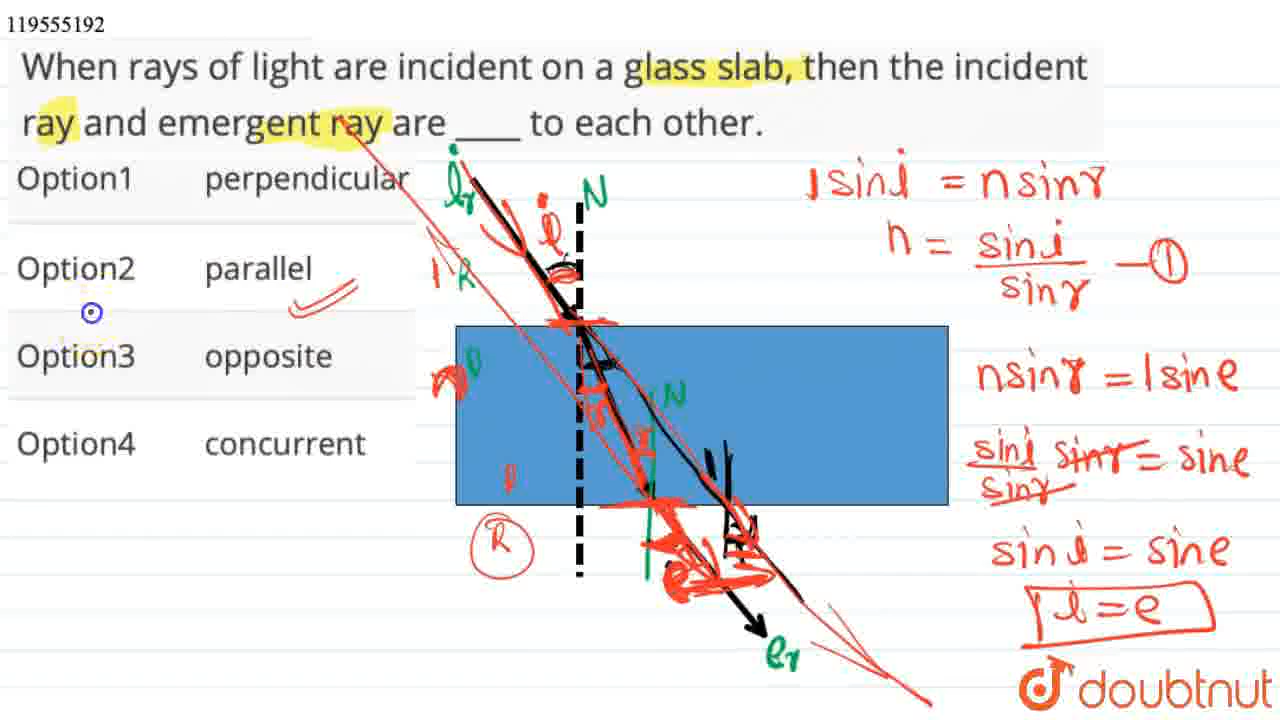 119555192
When rays of light are incident on a glass slab, then the incident
ray and emergent ray are ____ to each other.
Option1 perpendicular
Option2 parallel
Option3 opposite
Option4 concurrent
i
N
i
N
R
e
er
1 sin i = n sin r
n = sin i / sin r — ①
n sin r = 1 sin e
sin i / sin r sin r = sin e
sin i = sin e
i = e
doubtnut